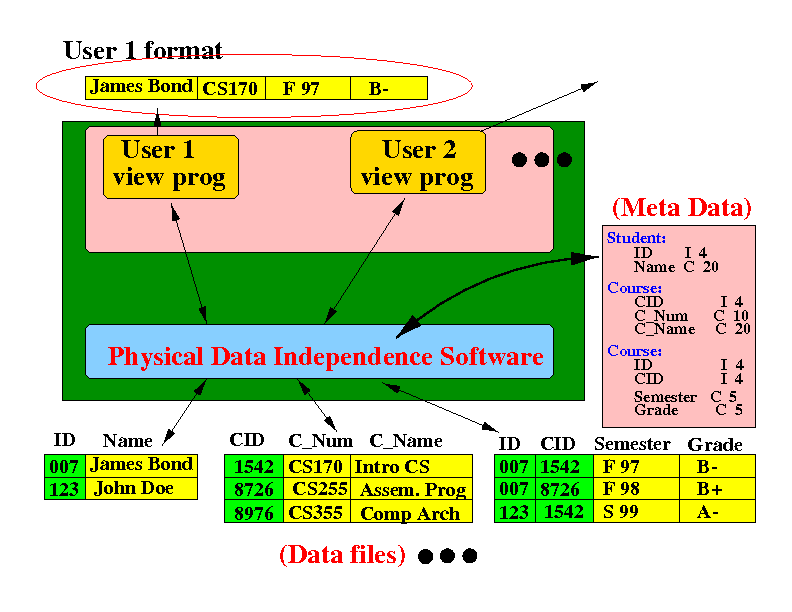 User 1 format
James Bond CS170 F 97 B-
User 1
view prog
User 2
view prog
(Meta Data)
Student:
ID I 4
Name C 20
Course:
CID I 4
C_Num C 10
C_Name C 20
Course:
ID I 4
CID I 4
Semester C 5
Grade C 5
Physical Data Independence Software
ID Name
007 James Bond
123 John Doe
CID C_Num C_Name
1542 CS170 Intro CS
8726 CS255 Assem. Prog
8976 CS355 Comp Arch
ID CID Semester Grade
007 1542 F 97 B-
007 8726 F 98 B+
123 1542 S 99 A-
(Data files)